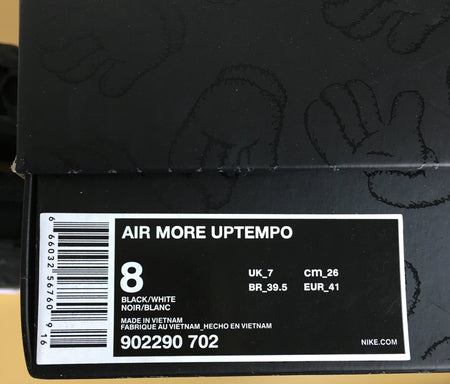 AIR MORE UPTEMPO
8
UK_7 cm_26
BR_39.5 EUR_41
BLACK/WHITE
NOIR/BLANC
MADE IN VIETNAM
FABRIQUE AU VIETNAM_HECHO EN VIETNAM
902290 702
NIKE.COM
6 66032 56760 9 16